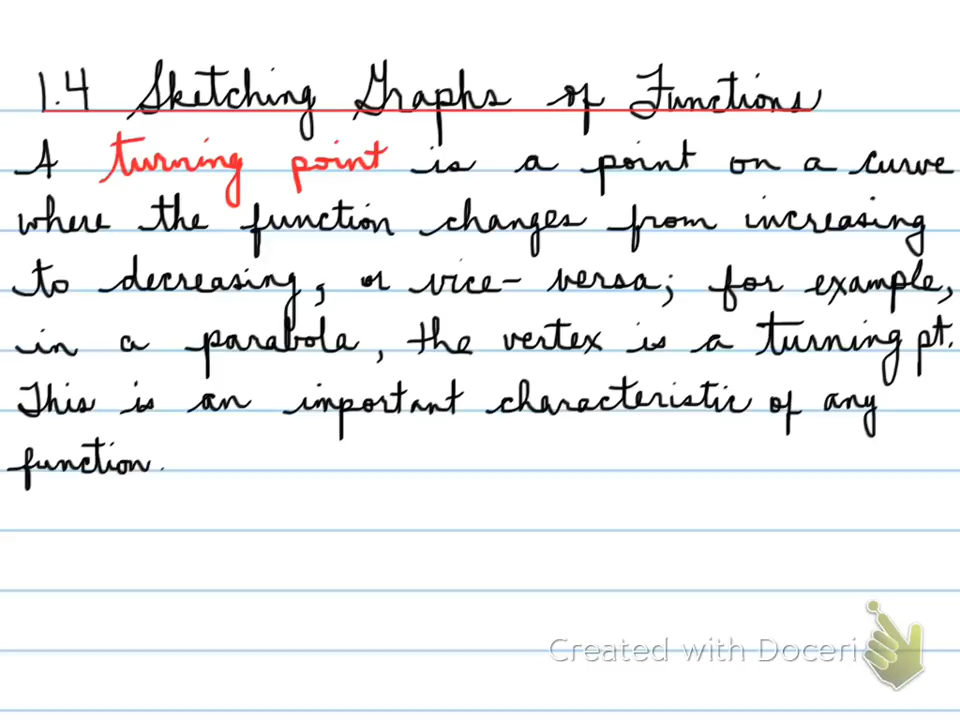 1.4 Sketching Graphs of Functions
A turning point is a point on a curve
where the function changes from increasing
to decreasing, or vice-versa; for example,
in a parabola, the vertex is a turning pt.
This is an important characteristic of any
function.
Created with Doceri